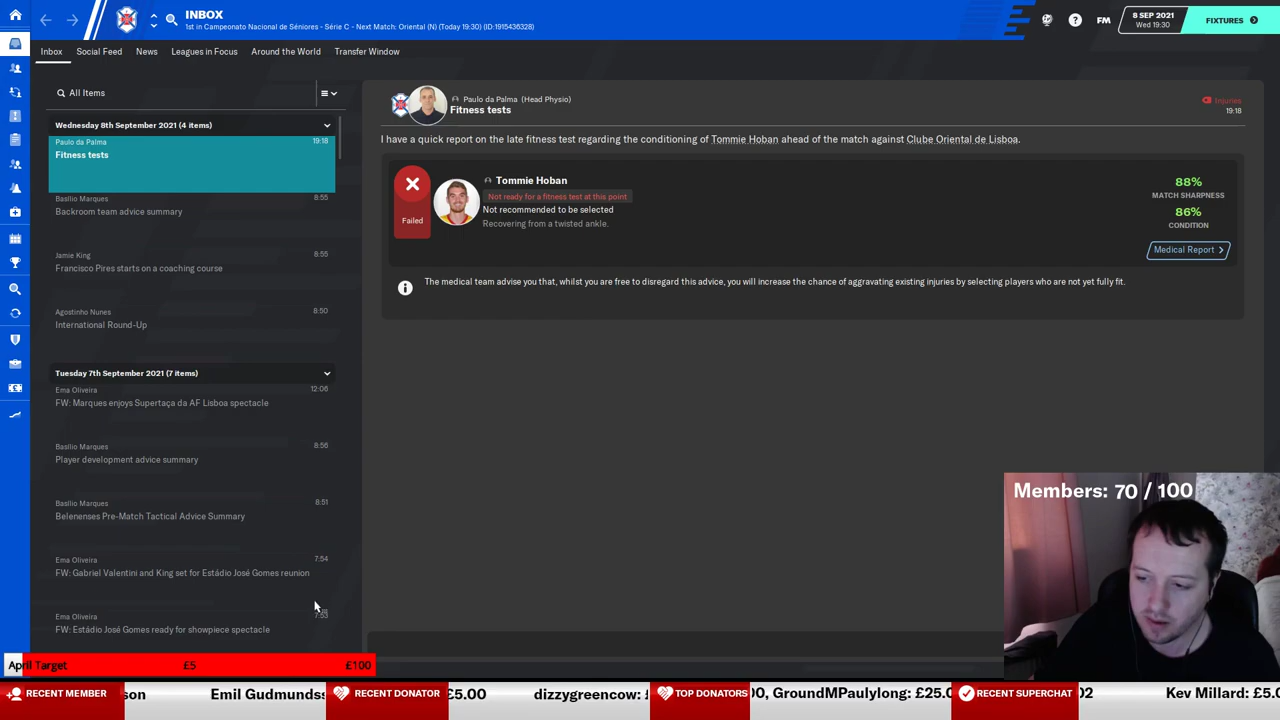 INBOX
1st in Campeonato Nacional de Séniores - Série C - Next Match: Oriental (N) (Today 19:30) (ID:1915436328)
FM
8 SEP 2021
Wed 19:30
FIXTURES
Inbox Social Feed News Leagues in Focus Around the World Transfer Window
All Items
Wednesday 8th September 2021 (4 items)
Paulo da Palma 19:18
Fitness tests
Basílio Marques 8:55
Backroom team advice summary
Jamie King 8:55
Francisco Pires starts on a coaching course
Agostinho Nunes 8:50
International Round-Up
Tuesday 7th September 2021 (7 items)
Ema Oliveira 12:06
FW: Marques enjoys Supertaça da AF Lisboa spectacle
Basílio Marques 8:56
Player development advice summary
Basílio Marques 8:51
Belenenses Pre-Match Tactical Advice Summary
Ema Oliveira 7:54
FW: Gabriel Valentini and King set for Estádio José Gomes reunion
Ema Oliveira 7:53
FW: Estádio José Gomes ready for showpiece spectacle
Paulo da Palma (Head Physio)
Fitness tests
Injuries
19:18
I have a quick report on the late fitness test regarding the conditioning of Tommie Hoban ahead of the match against Clube Oriental de Lisboa.
Failed
Tommie Hoban
Not ready for a fitness test at this point
Not recommended to be selected
Recovering from a twisted ankle.
88%
MATCH SHARPNESS
86%
CONDITION
Medical Report
The medical team advise you that, whilst you are free to disregard this advice, you will increase the chance of aggravating existing injuries by selecting players who are not yet fully fit.
Members: 70 / 100
April Target £5 £100
RECENT MEMBER son Emil Gudmunds RECENT DONATOR £5.00 dizzygreencow: TOP DONATORS 00, GroundMPaulylong: £25.0 RECENT SUPERCHAT 02 Kev Millard: £5.0